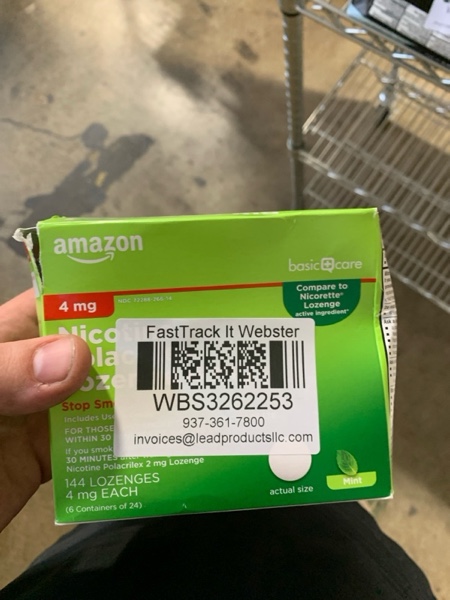 amazon
basic care
4 mg
Compare to
Nicorette®
Lozenge
active ingredient*
FastTrack It Webster
WBS3262253
937-361-7800
invoices@leadproductsllc.com
Stop Sm
Includes Us
FOR THOSE
WITHIN 30
If you smok
30 MINUTES after
Nicotine Polacrilex 2 mg Lozenge
144 LOZENGES
4 mg EACH
(6 Containers of 24)
actual size
Mint